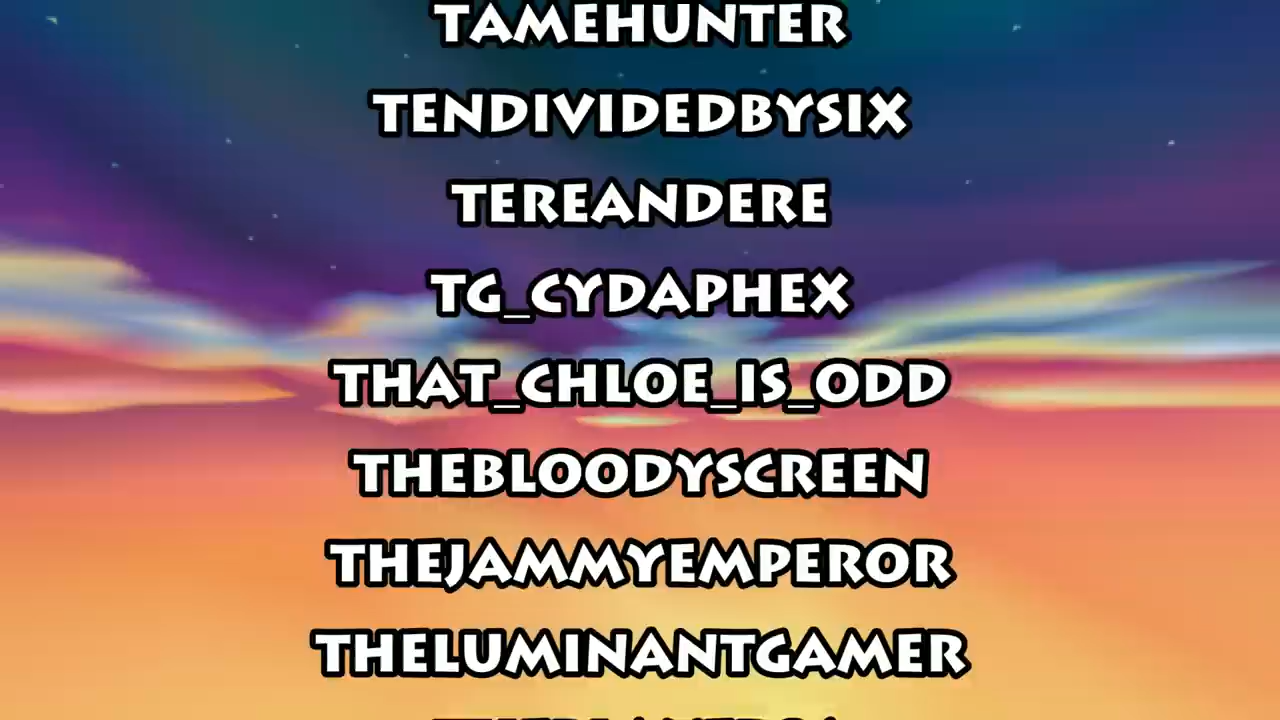 TAMEHUNTER
TENDIVIDEDBYSIX
TEREANDERE
TG_CYDAPHEX
THAT_CHLOE_IS_ODD
THEBLOODYSCREEN
THEJAMMYEMPEROR
THELUMINANTGAMER